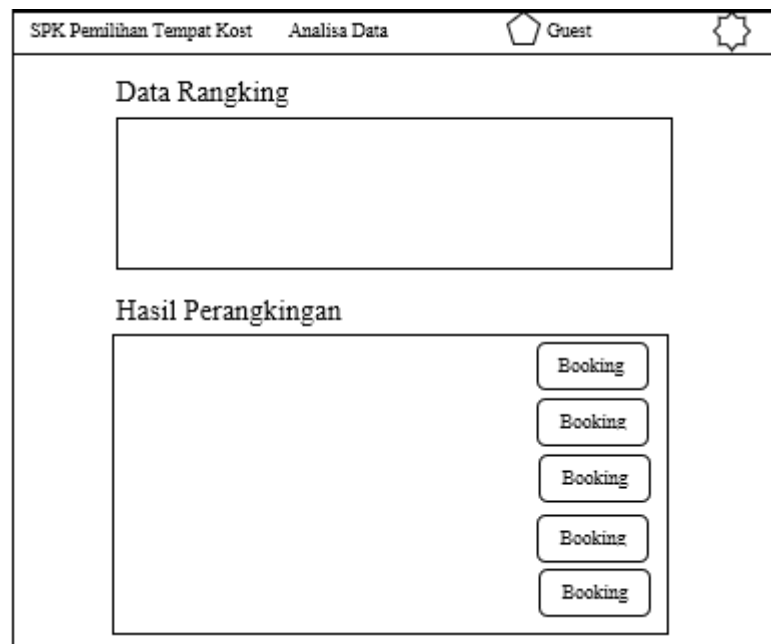 SPK Pemilihan Tempat Kost Analisa Data Guest
Data Rangking
Hasil Perangkingan
Booking
Booking
Booking
Booking
Booking